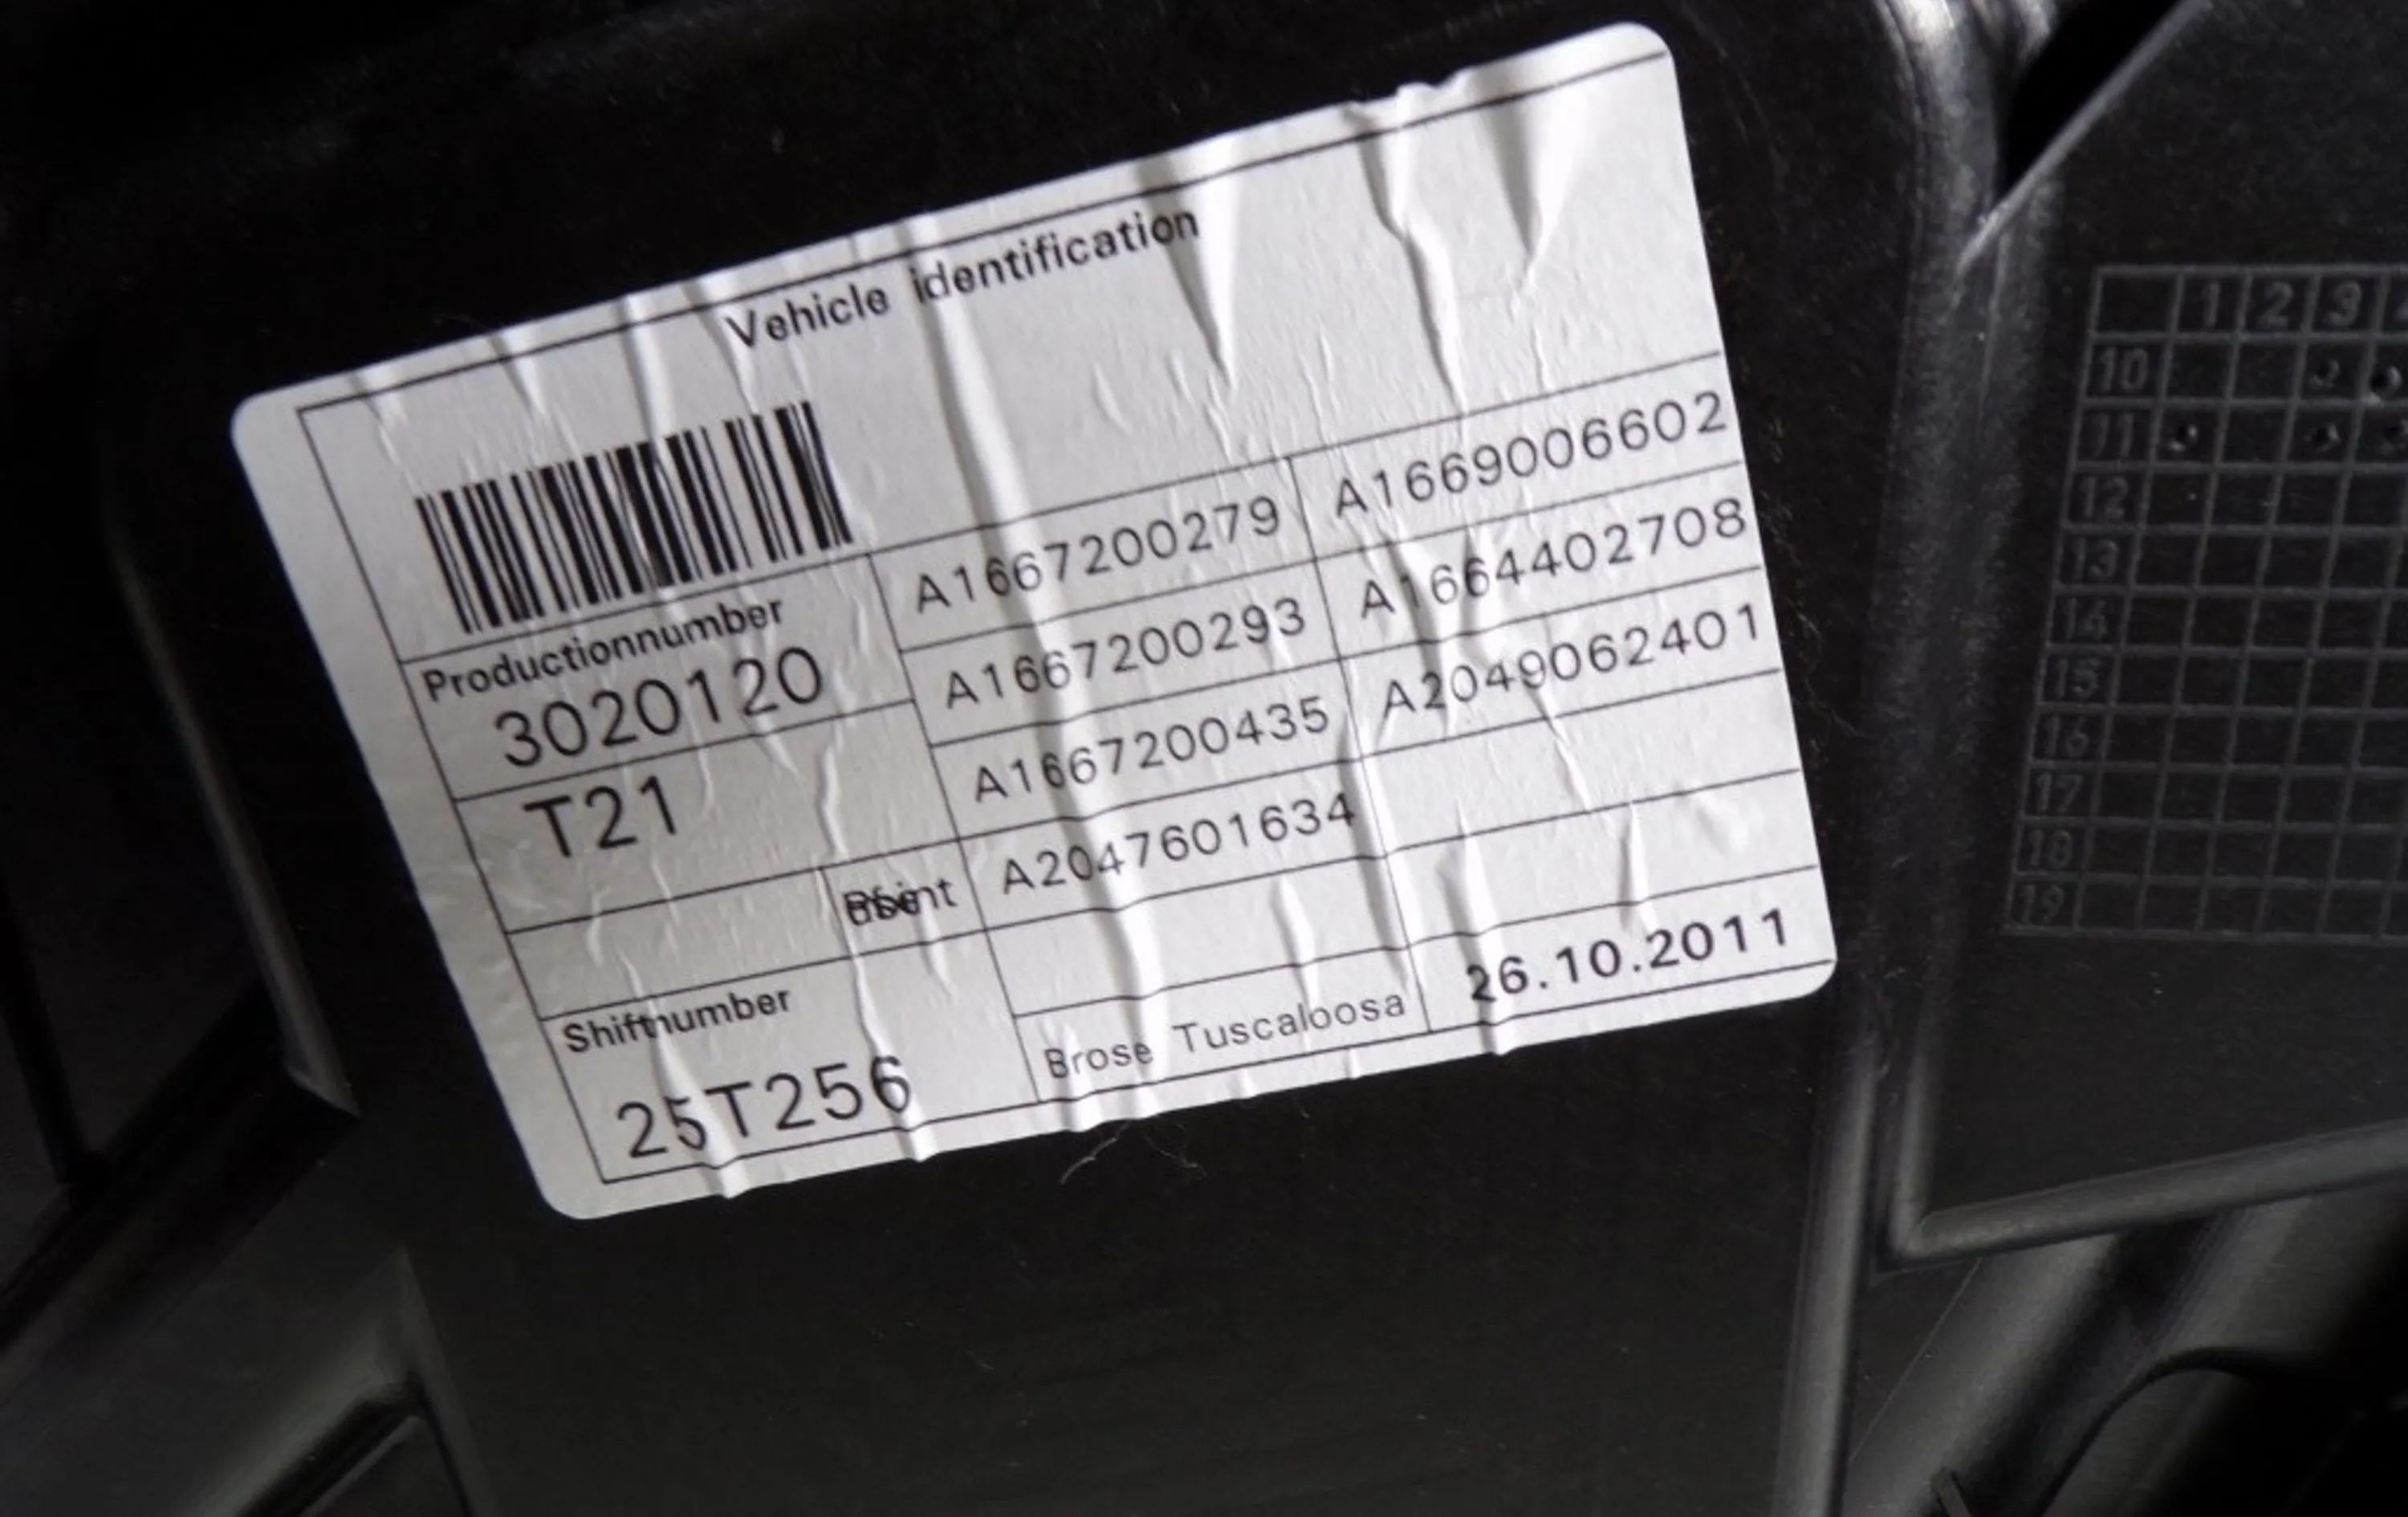 Vehicle identification
Productionnumber
3020120
T21
Shiftnumber
25T256
A1667200279 A1669006602
A1667200293 A1664402708
A1667200435 A2049062401
A2047601634
Brose Tuscaloosa 26.10.2011
1 2 3
10
11
12
13
14
15
16
17
18
19